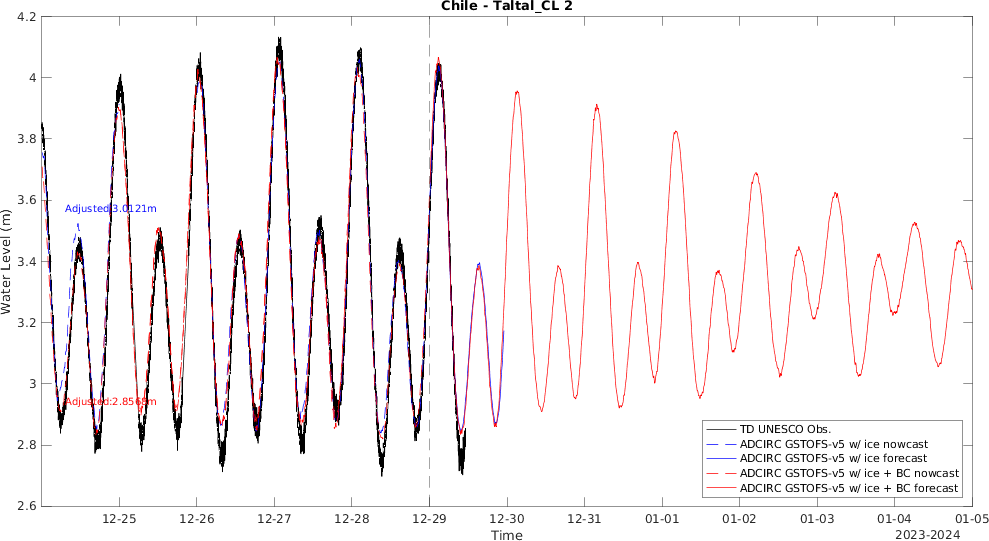 Chile - Taltal_CL 2
4.2
4
3.8
3.6
3.4
3.2
3
2.8
2.6
Water Level (m)
Adjusted:3.0121m
Adjusted:2.8568m
TD UNESCO Obs.
ADCIRC GSTOFS-v5 w/ ice nowcast
ADCIRC GSTOFS-v5 w/ ice forecast
ADCIRC GSTOFS-v5 w/ ice + BC nowcast
ADCIRC GSTOFS-v5 w/ ice + BC forecast
12-25 12-26 12-27 12-28 12-29 12-30 12-31 01-01 01-02 01-03 01-04 01-05
Time
2023-2024